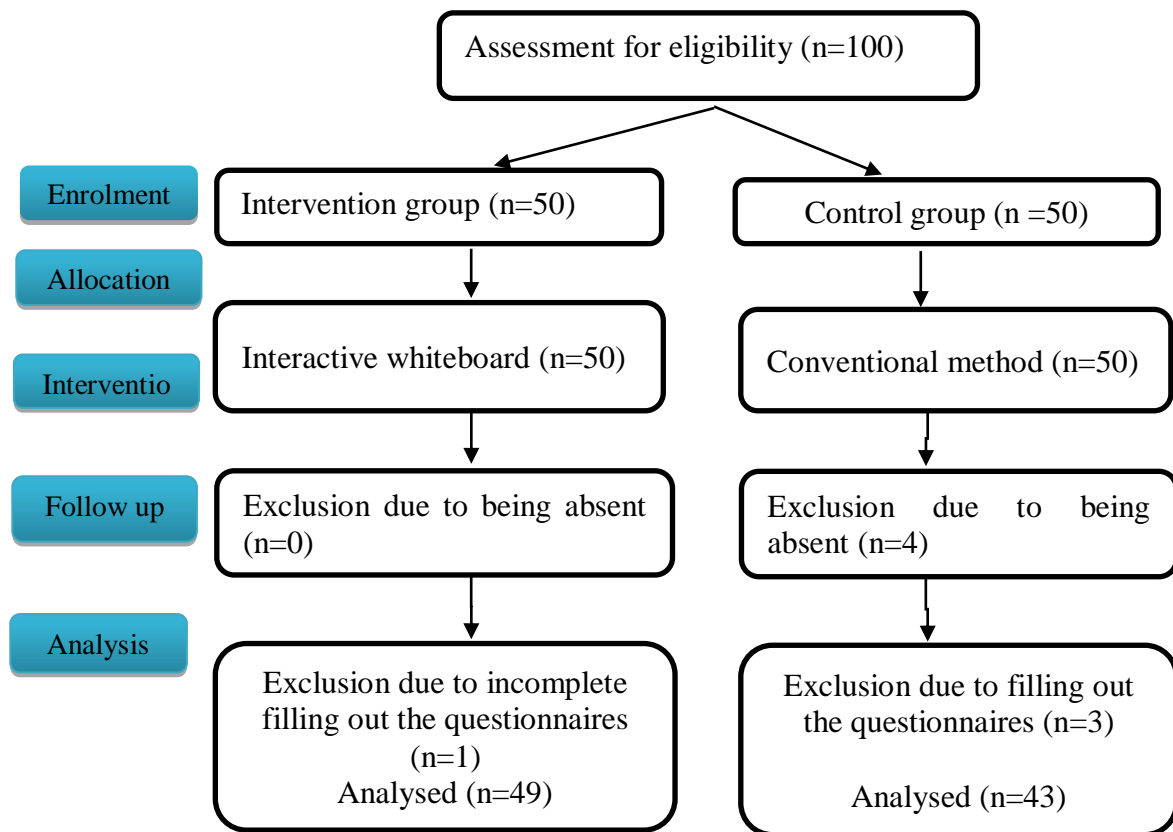 Assessment for eligibility (n=100)
Enrolment
Intervention group (n=50)
Control group (n =50)
Allocation
Interactive whiteboard (n=50)
Conventional method (n=50)
Interventio
Follow up
Exclusion due to being absent
(n=0)
Exclusion due to being
absent (n=4)
Analysis
Exclusion due to incomplete
filling out the questionnaires
(n=1)
Analysed (n=49)
Exclusion due to filling out
the questionnaires (n=3)
Analysed (n=43)